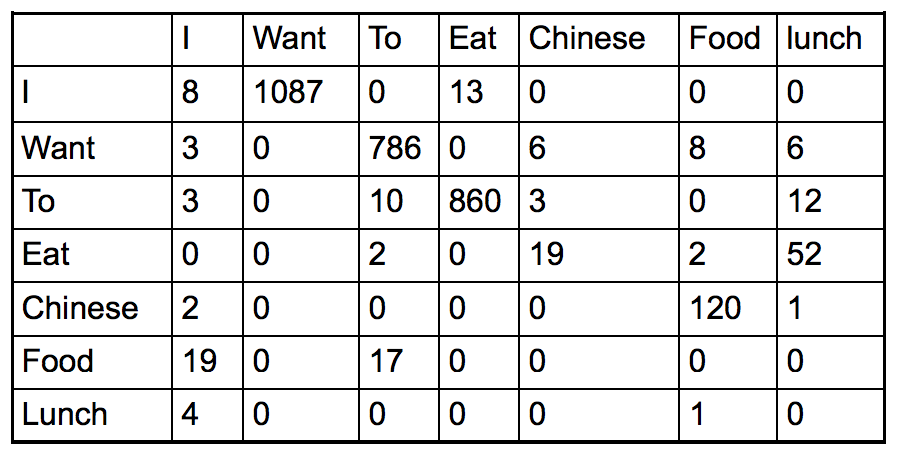 I Want To Eat Chinese Food lunch
I 8 1087 0 13 0 0 0
Want 3 0 786 0 6 8 6
To 3 0 10 860 3 0 12
Eat 0 0 2 0 19 2 52
Chinese 2 0 0 0 0 120 1
Food 19 0 17 0 0 0 0
Lunch 4 0 0 0 0 1 0